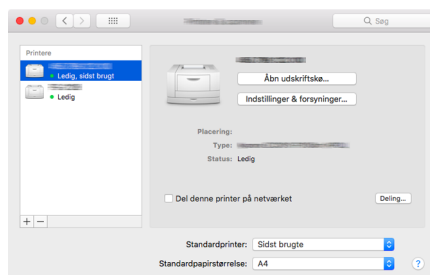 Søg
Printere
Ledig, sidst brugt
Ledig
Åbn udskriftskø...
Indstillinger & forsyninger...
Placering:
Type:
Status: Ledig
Del denne printer på netværket
Deling...
+ −
Standardprinter: Sidst brugte
Standardpapirstørrelse: A4
?